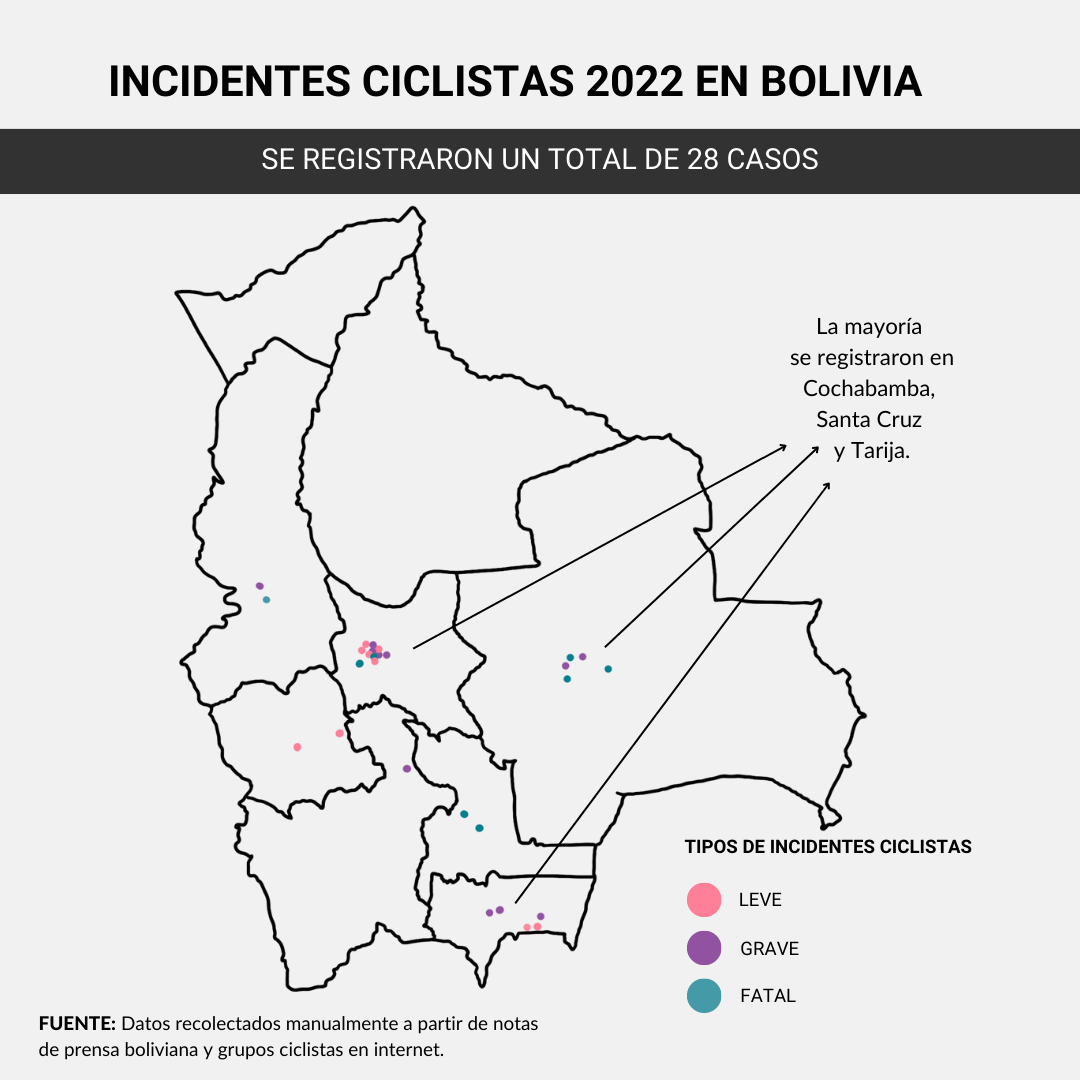 INCIDENTES CICLISTAS 2022 EN BOLIVIA
SE REGISTRARON UN TOTAL DE 28 CASOS
La mayoría
se registraron en
Cochabamba,
Santa Cruz
y Tarija.
TIPOS DE INCIDENTES CICLISTAS
LEVE
GRAVE
FATAL
FUENTE: Datos recolectados manualmente a partir de notas
de prensa boliviana y grupos ciclistas en internet.